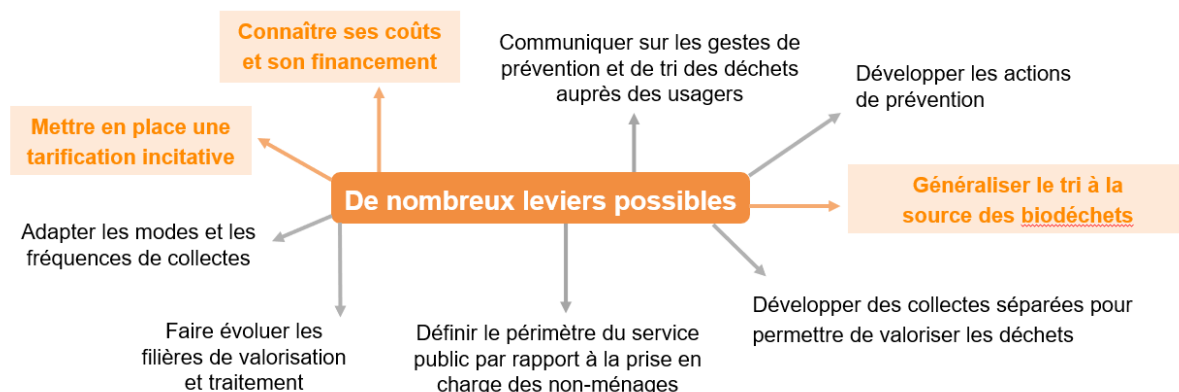 Connaître ses coûts
et son financement
Communiquer sur les gestes de
prévention et de tri des déchets
auprès des usagers
Développer les actions
de prévention
Mettre en place une
tarification incitative
De nombreux leviers possibles
Généraliser le tri à la
source des biodéchets
Adapter les modes et les
fréquences de collectes
Développer des collectes séparées pour
permettre de valoriser les déchets
Faire évoluer les
filières de valorisation
et traitement
Définir le périmètre du service
public par rapport à la prise en
charge des non-ménages